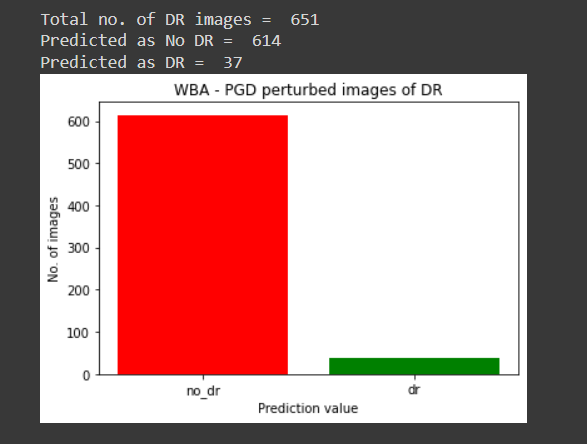 Total no. of DR images =  651
Predicted as No DR =  614
Predicted as DR =  37
WBA - PGD perturbed images of DR
600
500
400
300
200
100
0
No. of images
no_dr
dr
Prediction value